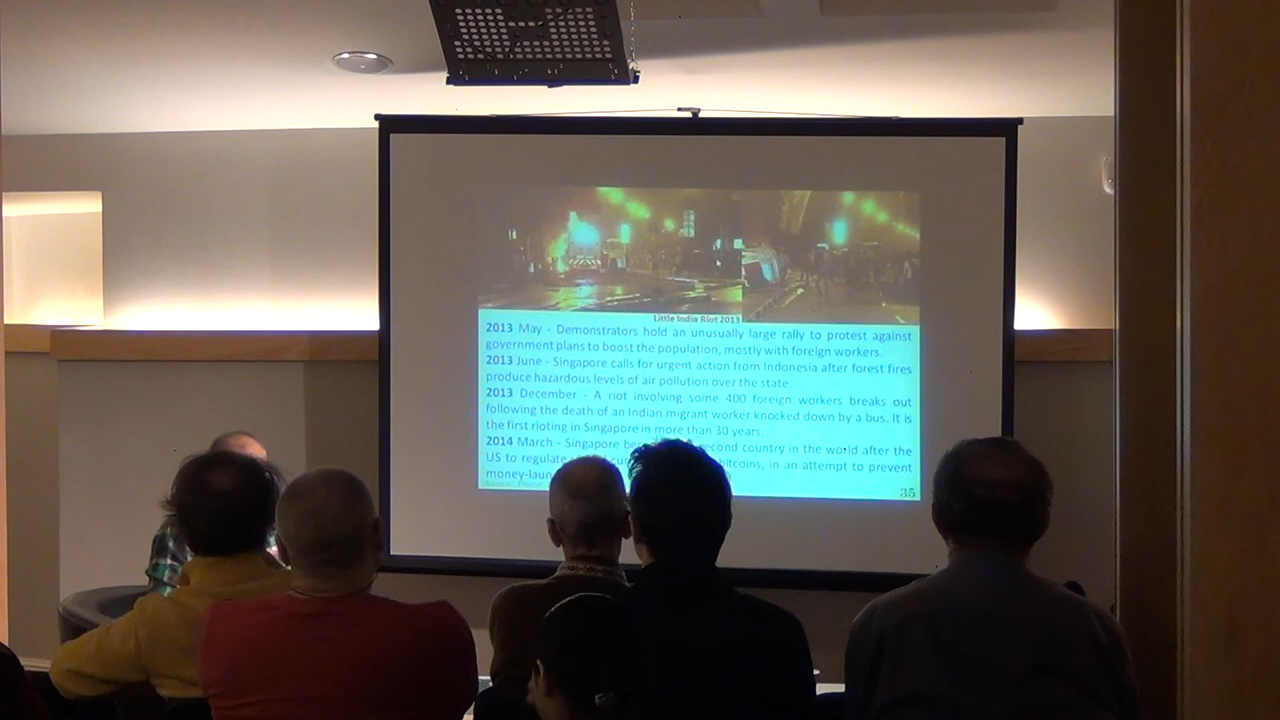 Little India Riot 2013
2013 May - Demonstrators hold an unusually large rally to protest against
government plans to boost the population, mostly with foreign workers.
2013 June - Singapore calls for urgent action from Indonesia after forest fires
produce hazardous levels of air pollution over the state.
2013 December - A riot involving some 400 foreign workers breaks out
following the death of an Indian migrant worker knocked down by a bus. It is
the first rioting in Singapore in more than 30 years.
2014 March - Singapore country in the world after the
US to regulate bitcoins, in an attempt to prevent
35